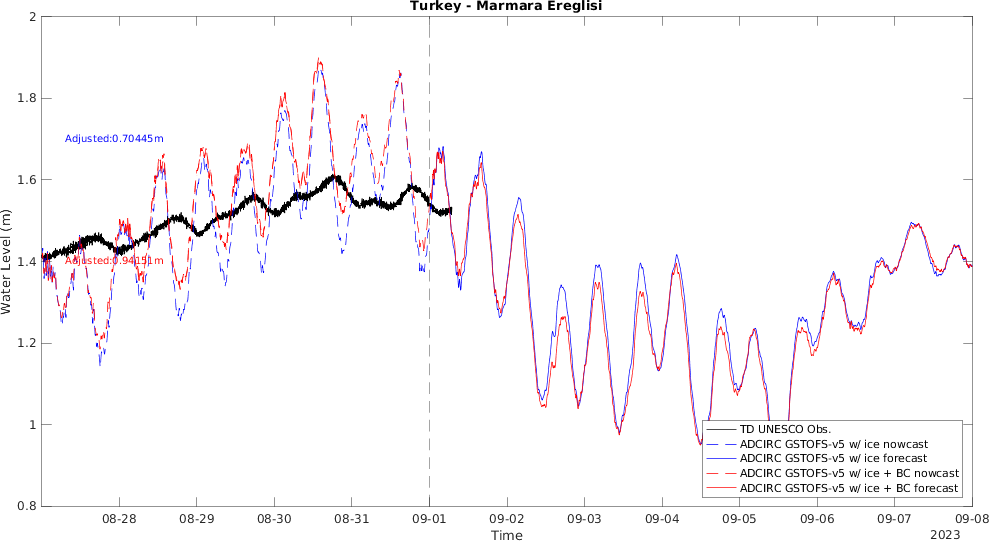 Turkey - Marmara Ereglisi
2
1.8
1.6
1.4
1.2
1
0.8
Water Level (m)
Adjusted:0.70445m
Adjusted:0.94151m
08-28
08-29
08-30
08-31
09-01
09-02
09-03
09-04
09-05
09-06
09-07
09-08
Time
2023
TD UNESCO Obs.
ADCIRC GSTOFS-v5 w/ ice nowcast
ADCIRC GSTOFS-v5 w/ ice forecast
ADCIRC GSTOFS-v5 w/ ice + BC nowcast
ADCIRC GSTOFS-v5 w/ ice + BC forecast